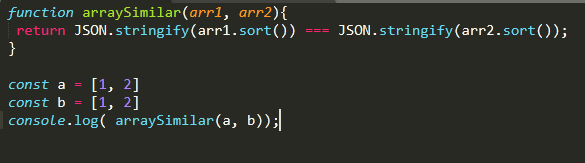 function arraySimilar(arr1, arr2){
return JSON.stringify(arr1.sort()) === JSON.stringify(arr2.sort());
}
const a = [1, 2]
const b = [1, 2]
console.log( arraySimilar(a, b));